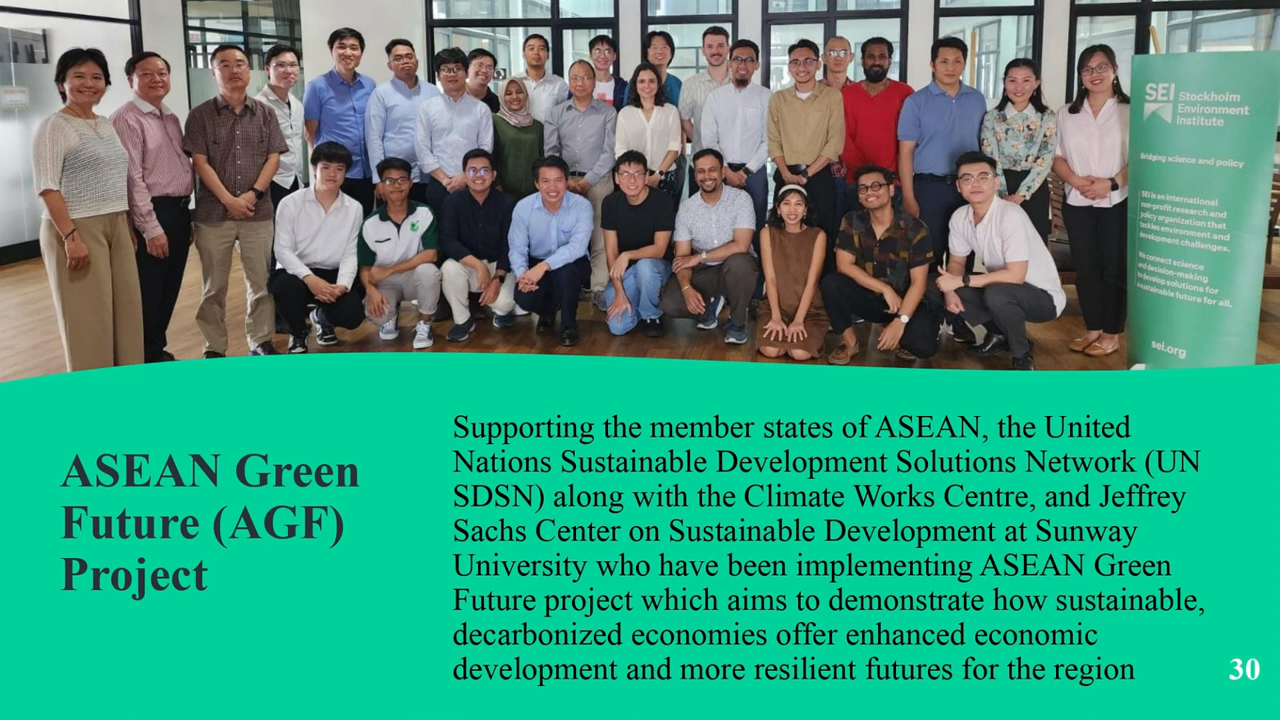 SEI
Stockholm
Environment
Institute
Bridging science and policy
SEI is an international
non-profit research and
policy organization that
tackles environment and
development challenges.
We connect science
and decision-making
to develop solutions for
a sustainable future for all.
sei.org
ASEAN Green
Future (AGF)
Project
Supporting the member states of ASEAN, the United
Nations Sustainable Development Solutions Network (UN
SDSN) along with the Climate Works Centre, and Jeffrey
Sachs Center on Sustainable Development at Sunway
University who have been implementing ASEAN Green
Future project which aims to demonstrate how sustainable,
decarbonized economies offer enhanced economic
development and more resilient futures for the region
30